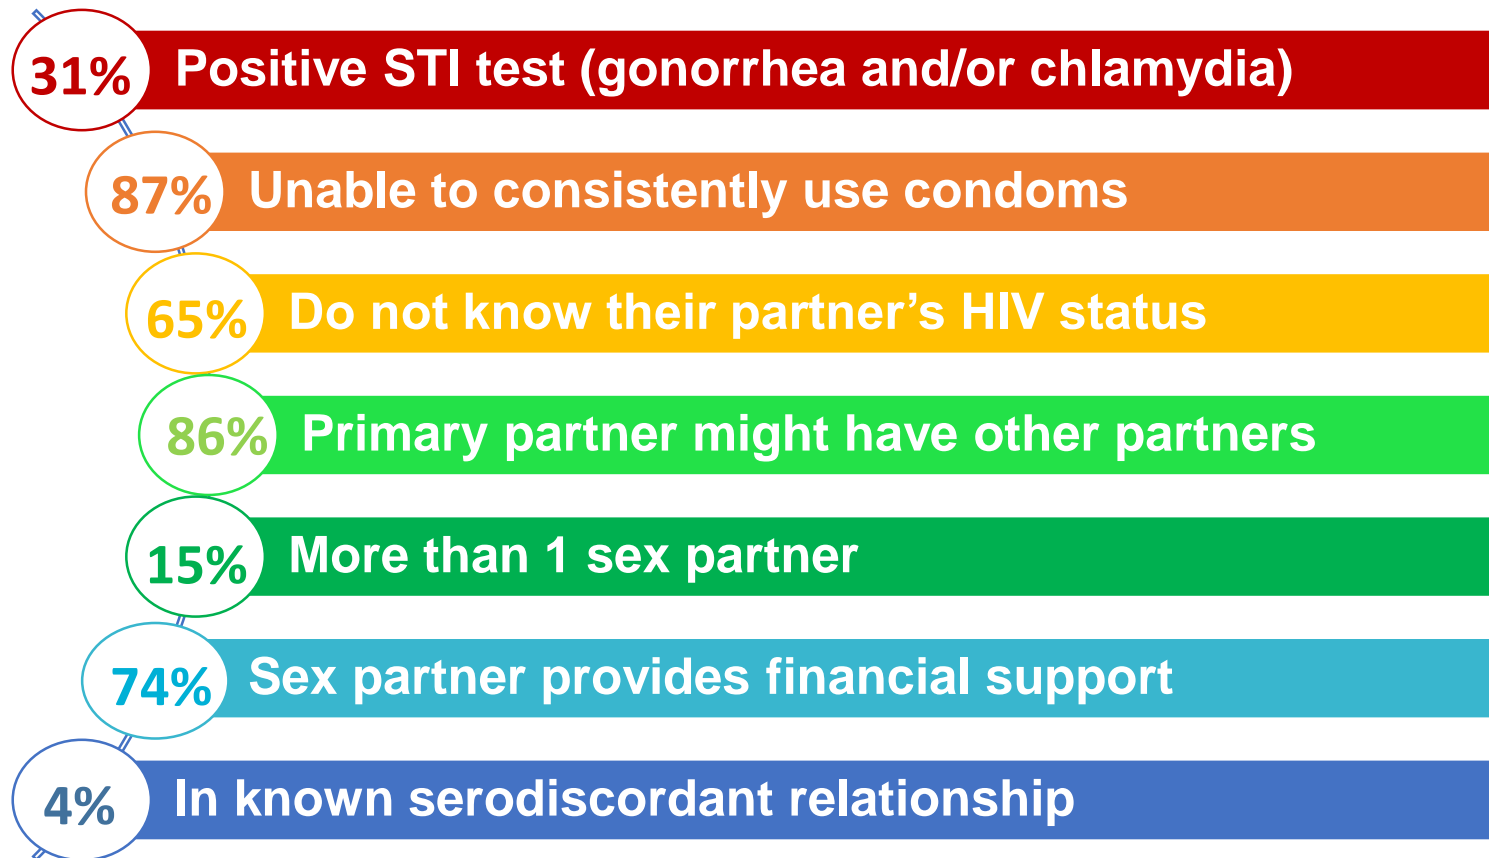 31% Positive STI test (gonorrhea and/or chlamydia)
87% Unable to consistently use condoms
65% Do not know their partner’s HIV status
86% Primary partner might have other partners
15% More than 1 sex partner
74% Sex partner provides financial support
4% In known serodiscordant relationship